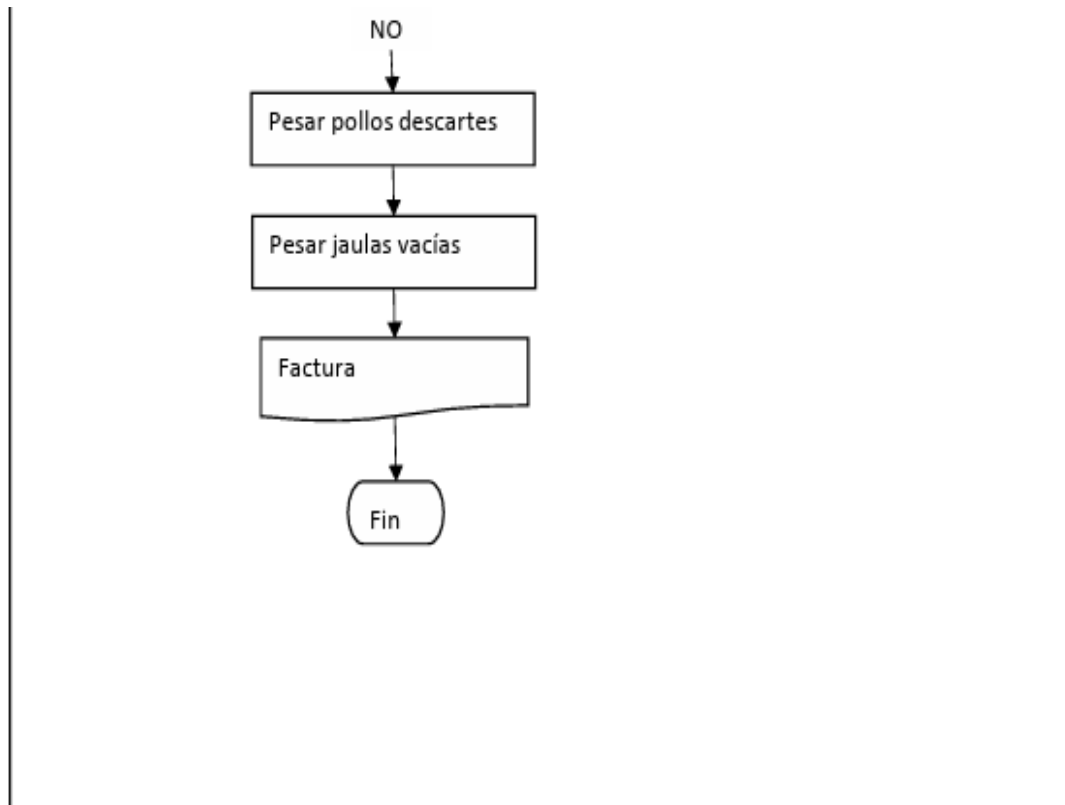 NO
Pesar pollos descartes
Pesar jaulas vacías
Factura
Fin